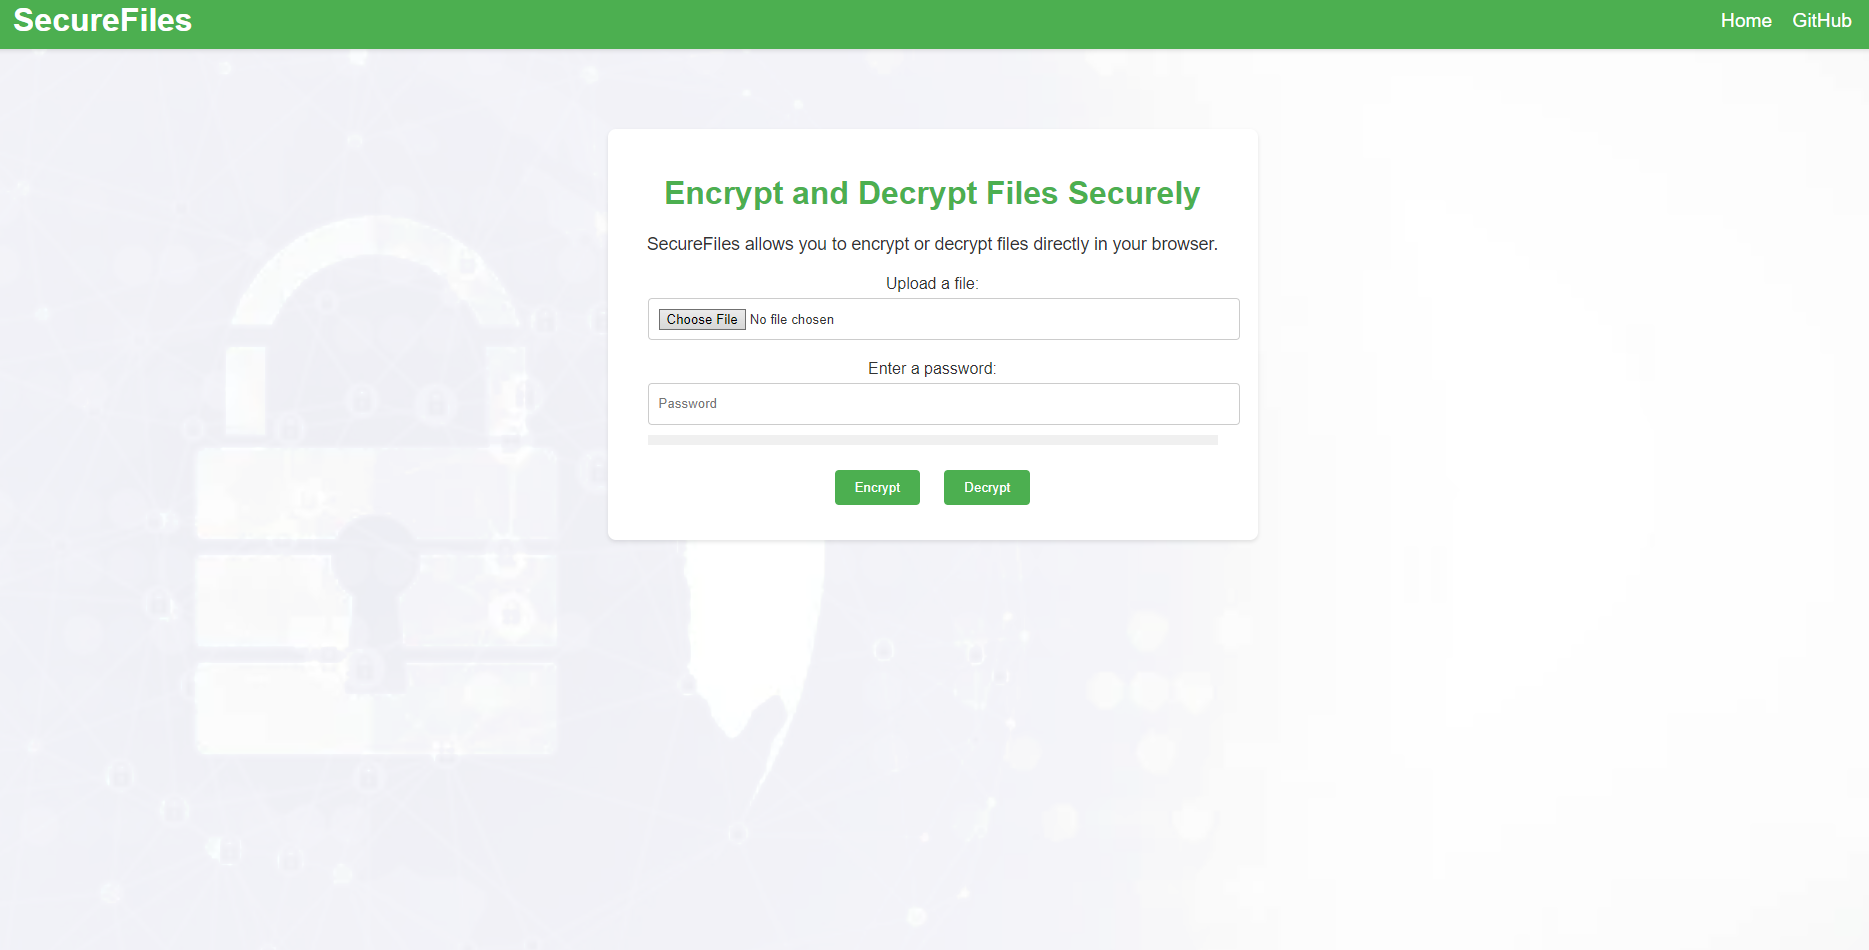 SecureFiles
Home GitHub
Encrypt and Decrypt Files Securely
SecureFiles allows you to encrypt or decrypt files directly in your browser.
Upload a file:
Choose File No file chosen
Enter a password:
Password
Encrypt Decrypt